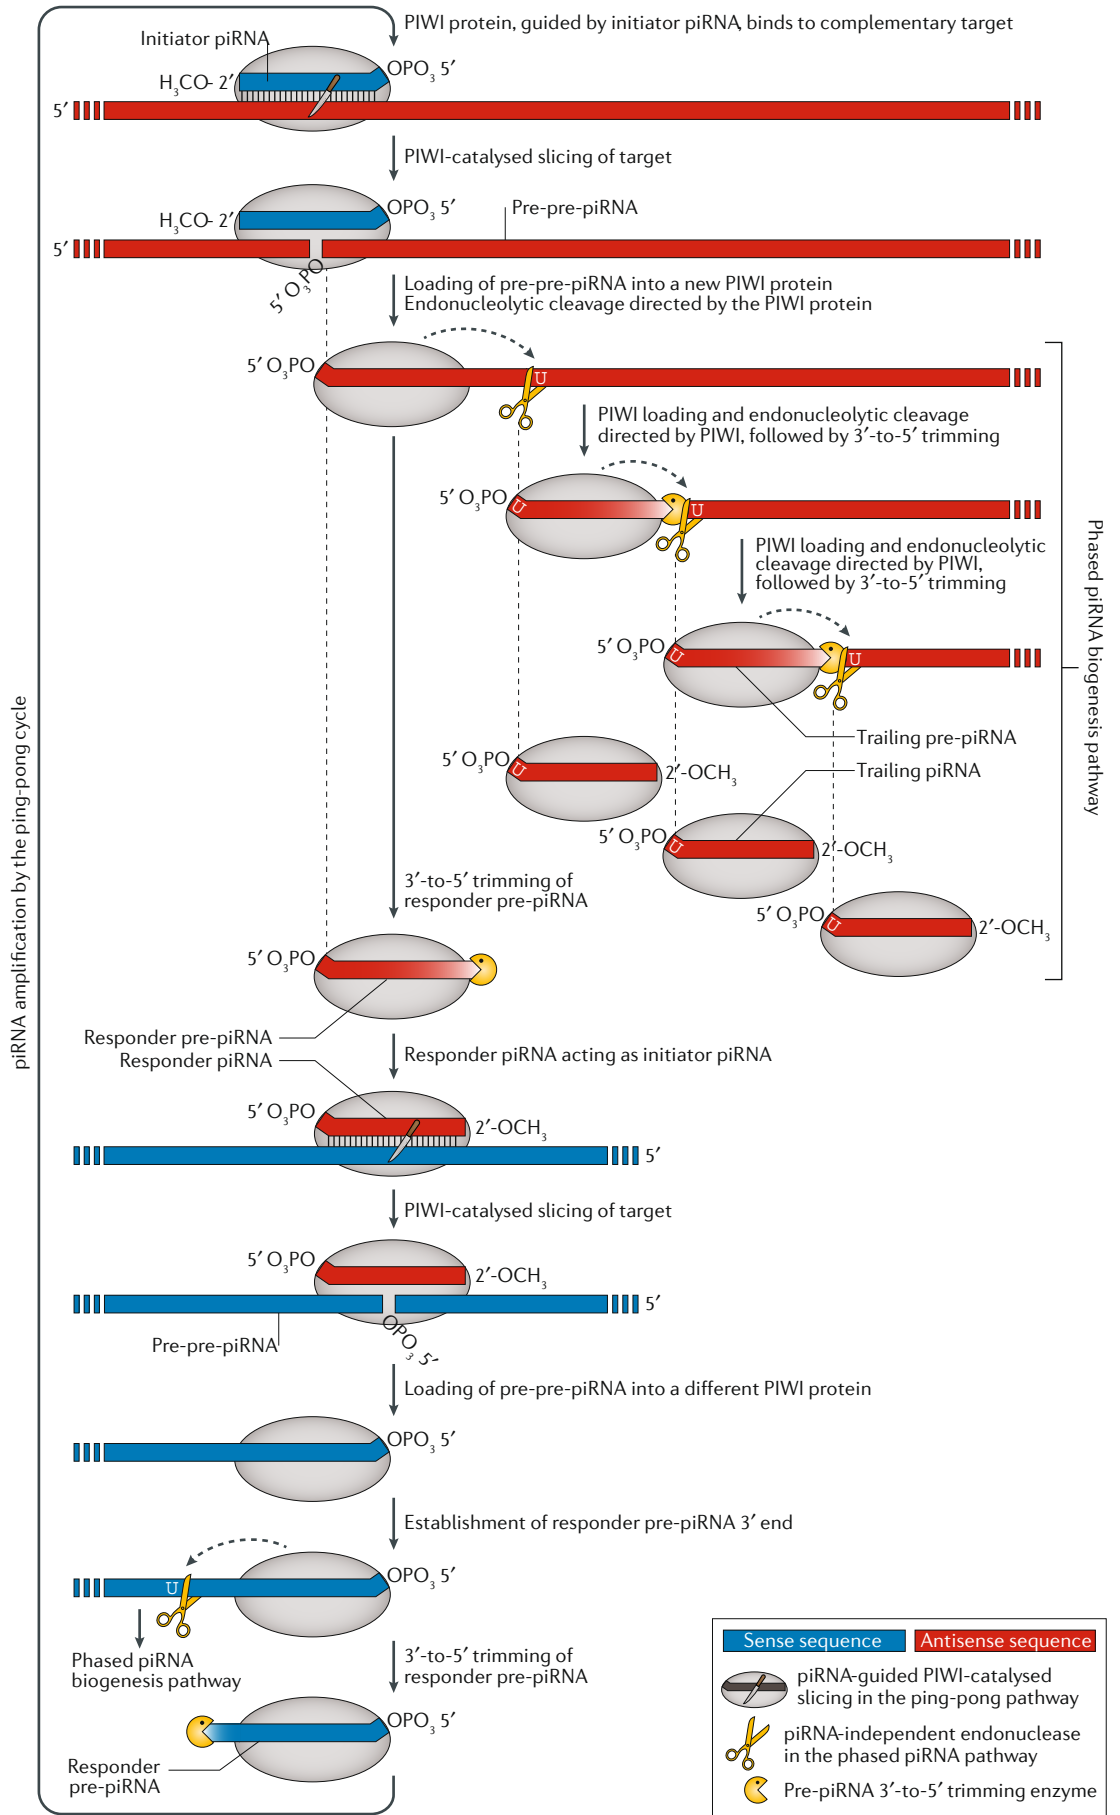 PIWI protein, guided by initiator piRNA, binds to complementary target
Initiator piRNA
H₃CO- 2′
OPO₃ 5′
5′
PIWI-catalysed slicing of target
H₃CO- 2′
OPO₃ 5′
Pre-pre-piRNA
5′
5′ O₃PO
Loading of pre-pre-piRNA into a new PIWI protein
Endonucleolytic cleavage directed by the PIWI protein
5′ O₃PO
U
PIWI loading and endonucleolytic cleavage
directed by PIWI, followed by 3′-to-5′ trimming
5′ O₃PO
U
U
PIWI loading and endonucleolytic
cleavage directed by PIWI,
followed by 3′-to-5′ trimming
5′ O₃PO
U
U
Trailing pre-piRNA
5′ O₃PO
U
2′-OCH₃
Trailing piRNA
5′ O₃PO
U
2′-OCH₃
5′ O₃PO
U
2′-OCH₃
Phased piRNA biogenesis pathway
piRNA amplification by the ping-pong cycle
3′-to-5′ trimming of
responder pre-piRNA
5′ O₃PO
Responder pre-piRNA
Responder piRNA
Responder piRNA acting as initiator piRNA
5′ O₃PO
2′-OCH₃
5′
PIWI-catalysed slicing of target
5′ O₃PO
2′-OCH₃
5′
Pre-pre-piRNA
OPO₃ 5′
Loading of pre-pre-piRNA into a different PIWI protein
OPO₃ 5′
Establishment of responder pre-piRNA 3′ end
OPO₃ 5′
U
Phased piRNA
biogenesis pathway
3′-to-5′ trimming of
responder pre-piRNA
OPO₃ 5′
Responder
pre-piRNA
Sense sequence
Antisense sequence
piRNA-guided PIWI-catalysed
slicing in the ping-pong pathway
piRNA-independent endonuclease
in the phased piRNA pathway
Pre-piRNA 3′-to-5′ trimming enzyme